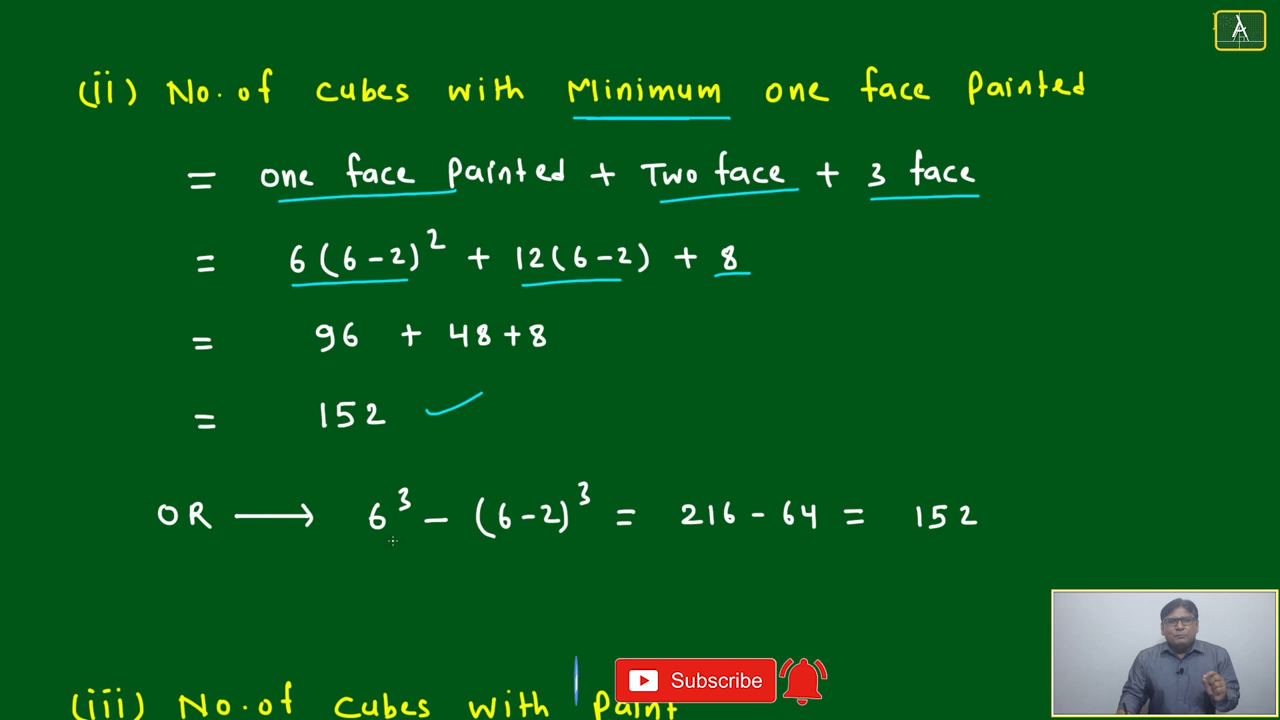 (ii) No. of cubes with Minimum one face Painted
= one face Painted + Two face + 3 face
= 6(6-2)² + 12(6-2) + 8
= 96 + 48 + 8
= 152
OR → 6³ - (6-2)³ = 216 - 64 = 152
Subscribe
(iii) No. of cubes with Paint
A